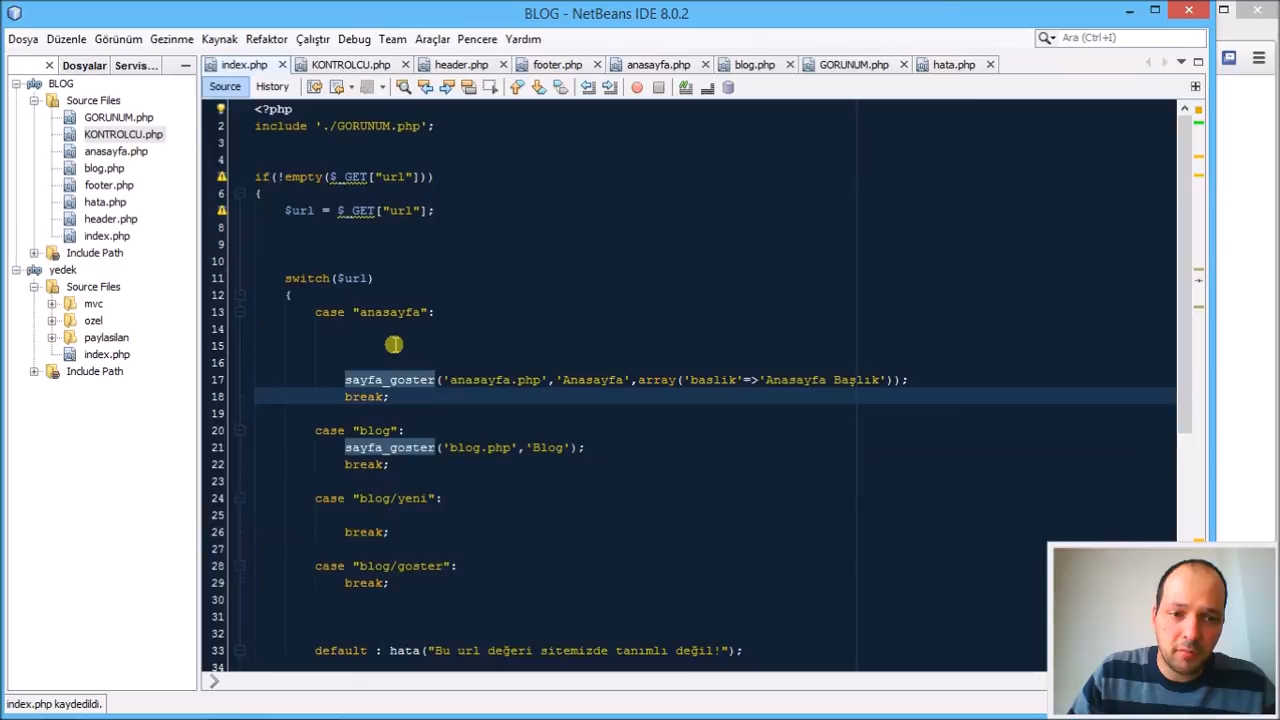 BLOG - NetBeans IDE 8.0.2
Dosya Düzenle Görünüm Gezinme Kaynak Refaktor Çalıştır Debug Team Araçlar Pencere Yardım
Ara (Ctrl+I)
Dosyalar Servis...
index.php KONTROLCU.php header.php footer.php anasayfa.php blog.php GORUNUM.php hata.php
Source History
BLOG
Source Files
GORUNUM.php
KONTROLCU.php
anasayfa.php
blog.php
footer.php
hata.php
header.php
index.php
Include Path
yedek
Source Files
mvc
ozel
paylasilan
index.php
Include Path
<?php
2 include './GORUNUM.php';
3
4
if(!empty($_GET["url"]))
6 {
$url = $_GET["url"];
8
9
10
11 switch($url)
12 {
13 case "anasayfa":
14
15
16
17 sayfa_goster('anasayfa.php','Anasayfa',array('baslik'=>'Anasayfa Başlık'));
18 break;
19
20 case "blog":
21 sayfa_goster('blog.php','Blog');
22 break;
23
24 case "blog/yeni":
25
26 break;
27
28 case "blog/goster":
29 break;
30
31
32
33 default : hata("Bu url değeri sitemizde tanımlı değil!");
34
index.php kaydedildi.